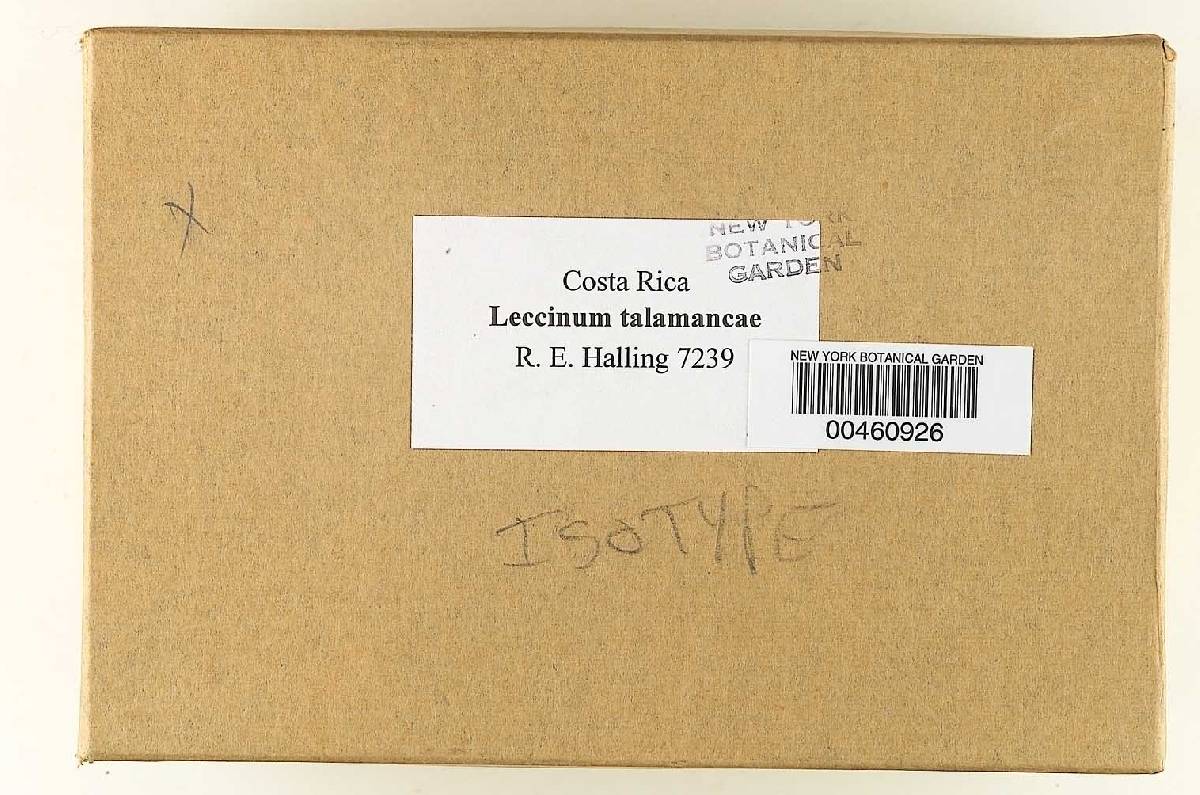 X
NEW YORK
BOTANICAL
GARDEN
Costa Rica
Leccinum talamancae
R. E. Halling 7239
NEW YORK BOTANICAL GARDEN
00460926
ISOTYPE